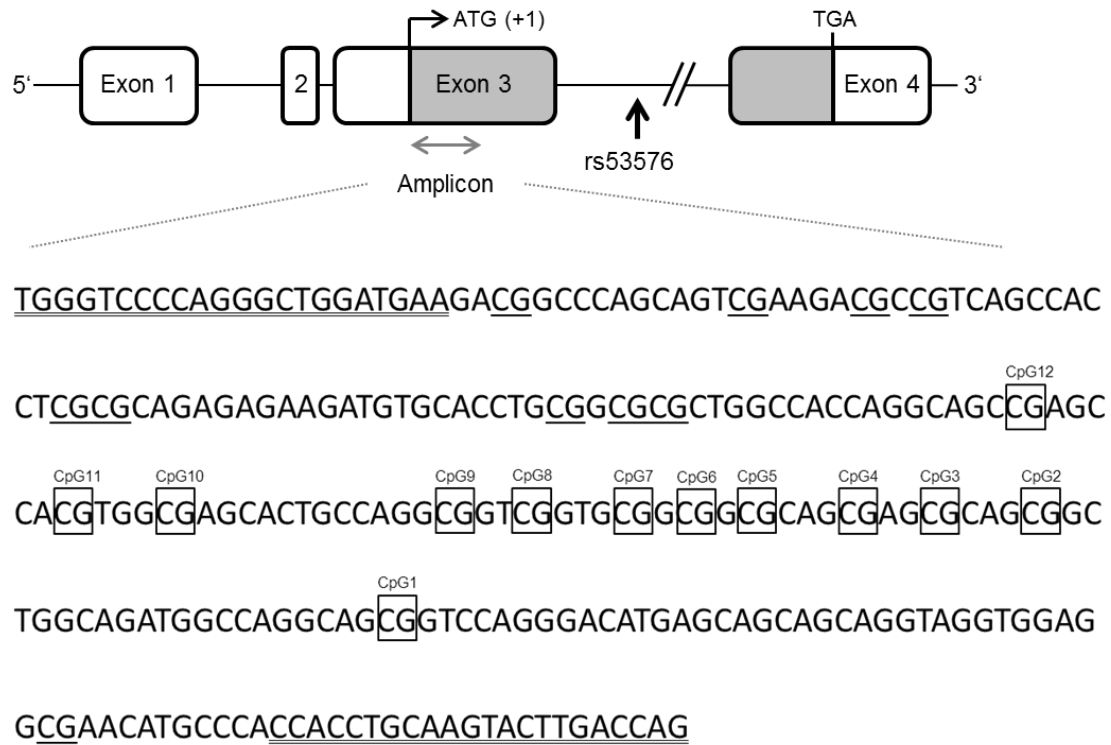 ATG (+1)
TGA
5‘
Exon 1
2
Exon 3
Exon 4
3‘
rs53576
Amplicon
TGGGTCCCCAGGGCTGGATGAAGACGGCCCAGCAGTCGAAGACGCCGTCAGCCAC
CpG12
CTCGCGCAGAGAGAAGATGTGCACCTGCGGCGCGCTGGCCACCAGGCAGCCGAGC
CpG11 CpG10 CpG9 CpG8 CpG7 CpG6 CpG5 CpG4 CpG3 CpG2
CACGTGGCGAGCACTGCCAGGCGGTCGGTGCGGCGGCGCAGCGAGCGCAGCGGC
CpG1
TGGCAGATGGCCAGGCAGCGGTCCAGGGACATGAGCAGCAGCAGGTAGGTGGAG
GCGAACATGCCCACCACCTGCAAGTACTTGACCAG